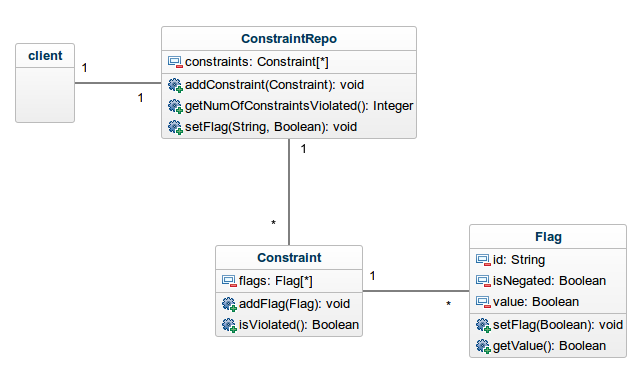 client
1
1
ConstraintRepo
constraints: Constraint[*]
addConstraint(Constraint): void
getNumOfConstraintsViolated(): Integer
setFlag(String, Boolean): void
1
*
Constraint
flags: Flag[*]
addFlag(Flag): void
isViolated(): Boolean
1
*
Flag
id: String
isNegated: Boolean
value: Boolean
setFlag(Boolean): void
getValue(): Boolean